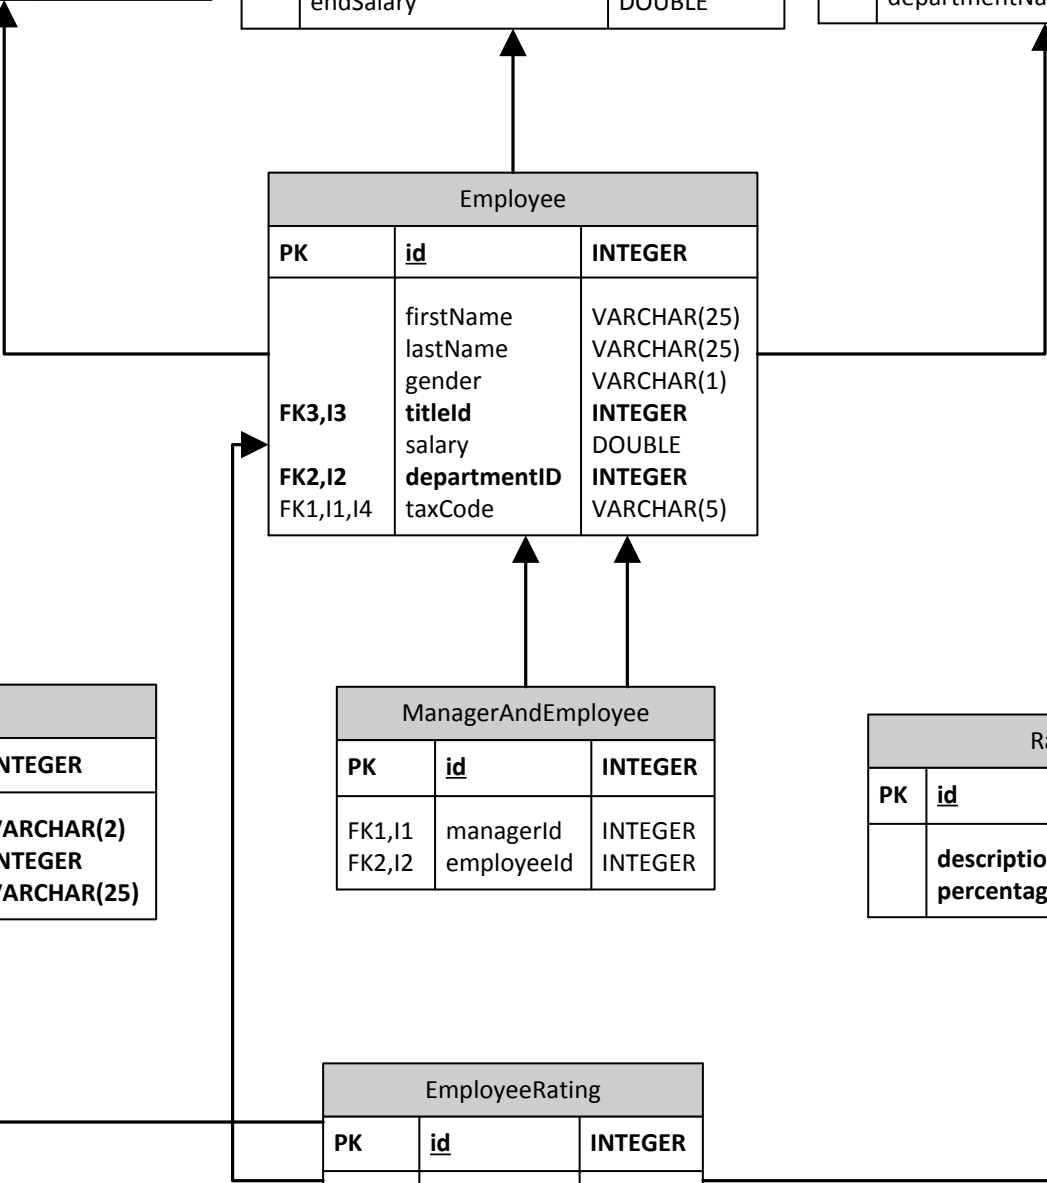 endSalary DOUBLE
Employee
PK id INTEGER
firstName VARCHAR(25)
lastName VARCHAR(25)
gender VARCHAR(1)
FK3,I3 titleId INTEGER
salary DOUBLE
FK2,I2 departmentID INTEGER
FK1,I1,I4 taxCode VARCHAR(5)
NTEGER
VARCHAR(2)
NTEGER
VARCHAR(25)
ManagerAndEmployee
PK id INTEGER
FK1,I1 managerId INTEGER
FK2,I2 employeeId INTEGER
PK id
EmployeeRating
PK id INTEGER